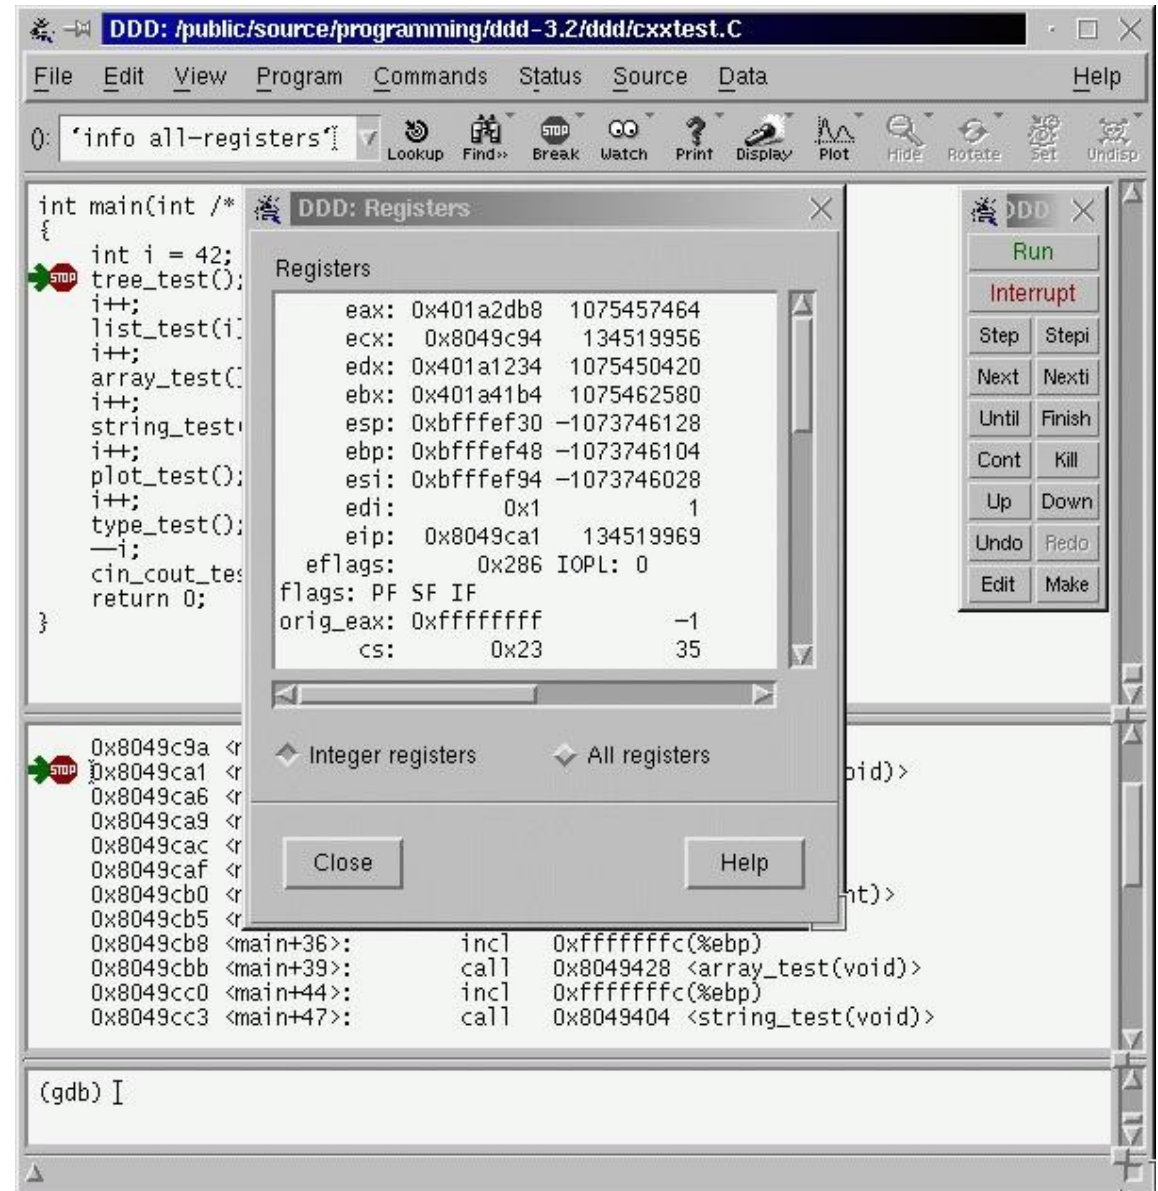 DDD: /public/source/programming/ddd-3.2/ddd/cxxtest.C
File Edit View Program Commands Status Source Data Help
(): 'info all-registers'
Lookup Find» Break Watch Print Display Plot Hide Rotate Set Undisp
STOP
int main(int /*
{
int i = 42;
STOP tree_test();
i++;
list_test(i
i++;
array_test(
i++;
string_test
i++;
plot_test();
i++;
type_test();
--i;
cin_cout_tes
return 0;
}
DDD: Registers
Registers
eax: 0x401a2db8 1075457464
ecx: 0x8049c94 134519956
edx: 0x401a1234 1075450420
ebx: 0x401a41b4 1075462580
esp: 0xbfffef30 -1073746128
ebp: 0xbfffef48 -1073746104
esi: 0xbfffef94 -1073746028
edi: 0x1 1
eip: 0x8049ca1 134519969
eflags: 0x286 IOPL: 0
flags: PF SF IF
orig_eax: 0xffffffff -1
cs: 0x23 35
Integer registers All registers
Close Help
DDD
Run
Interrupt
Step Stepi
Next Nexti
Until Finish
Cont Kill
Up Down
Undo Redo
Edit Make
0x8049c9a <
STOP 0x8049ca1 < oid)>
0x8049ca6 <
0x8049ca9 <
0x8049cac <
0x8049caf <
0x8049cb0 < nt)>
0x8049cb5 <
0x8049cb8 <main+36>: incl 0xfffffffc(%ebp)
0x8049cbb <main+39>: call 0x8049428 <array_test(void)>
0x8049cc0 <main+44>: incl 0xfffffffc(%ebp)
0x8049cc3 <main+47>: call 0x8049404 <string_test(void)>
(gdb)